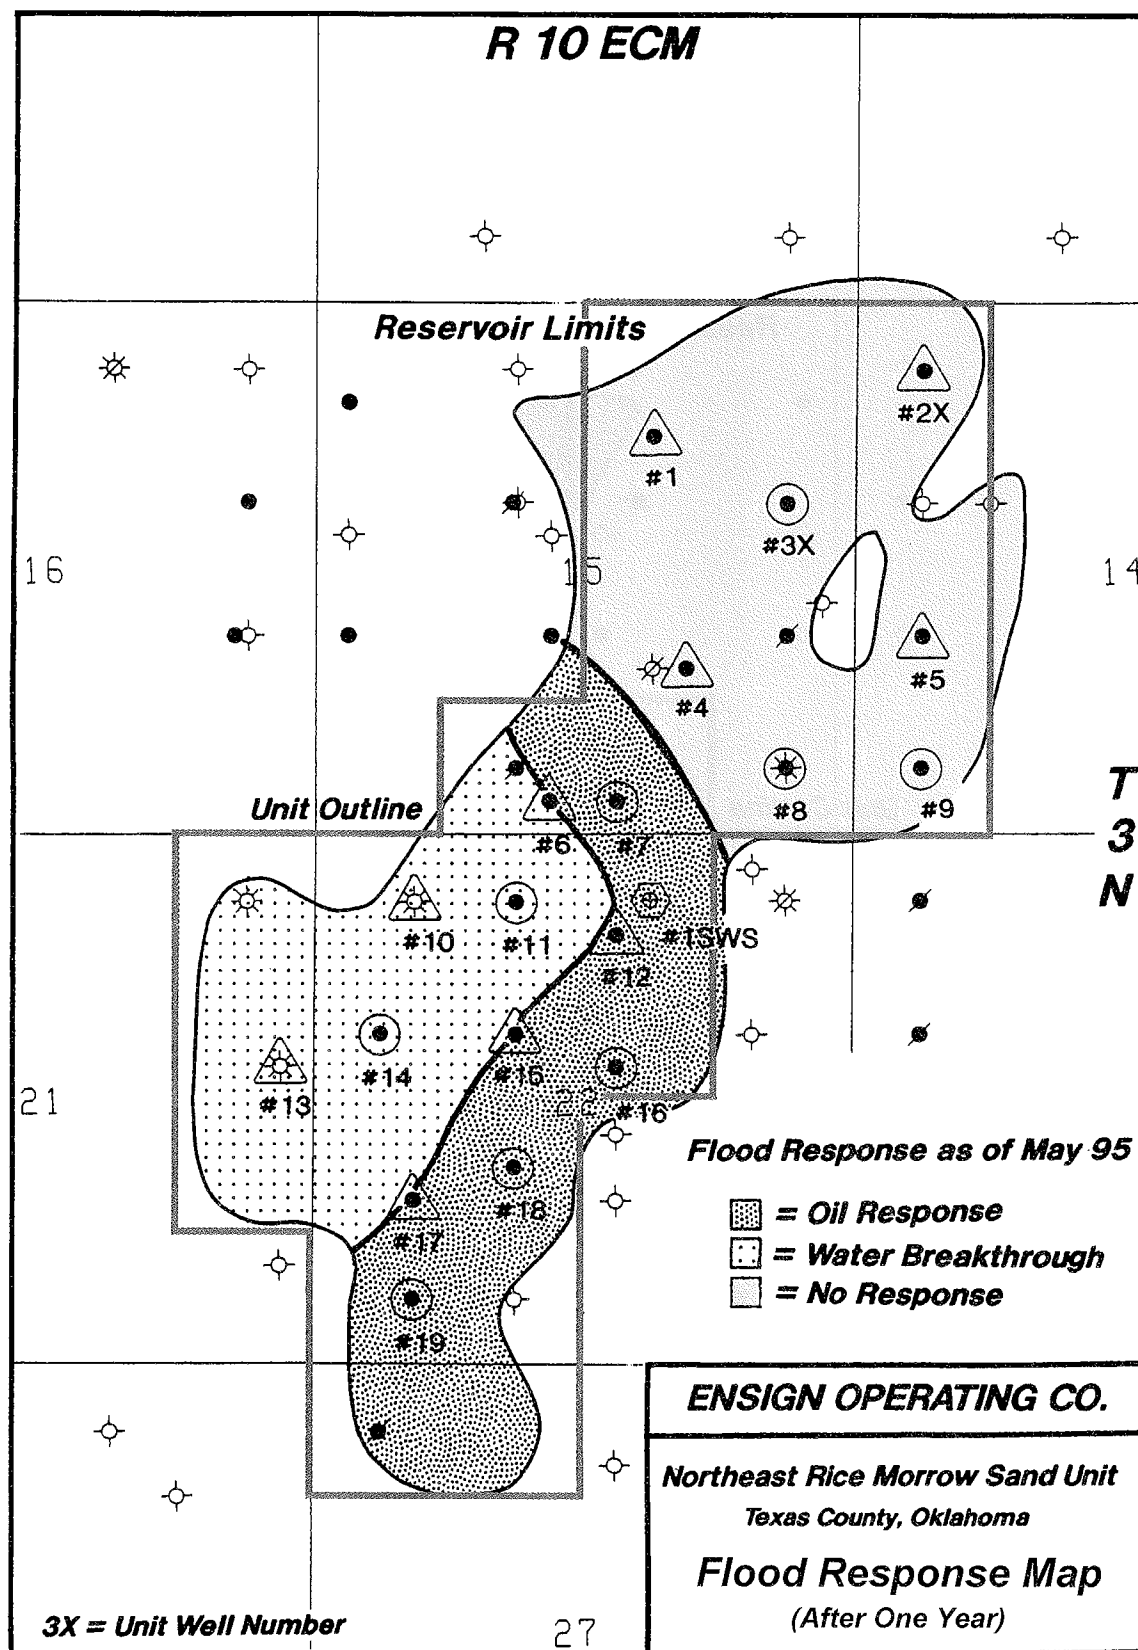 R 10 ECM
Reservoir Limits
#2X
#1
#3X
16
15
14
#5
#4
T
3
N
Unit Outline
#8
#9
#6
#7
#10
#11
#1SWS
#12
#15
#14
#13
21
22
#16
Flood Response as of May 95
#18
= Oil Response
#17
= Water Breakthrough
= No Response
#19
ENSIGN OPERATING CO.
Northeast Rice Morrow Sand Unit
Texas County, Oklahoma
Flood Response Map
(After One Year)
3X = Unit Well Number
27